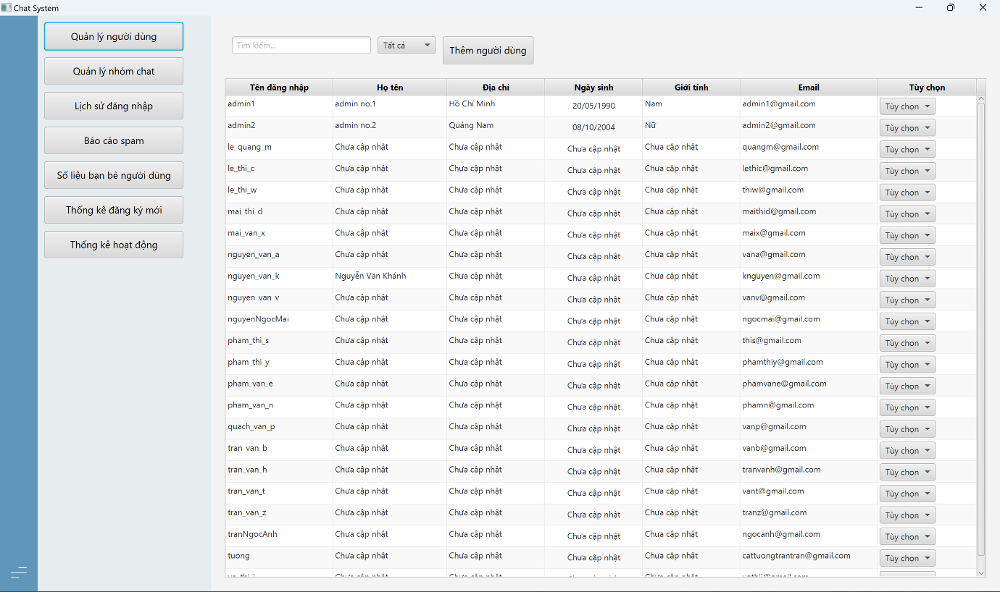 Chat System
Quản lý người dùng
Quản lý nhóm chat
Lịch sử đăng nhập
Báo cáo spam
Số liệu bạn bè người dùng
Thống kê đăng ký mới
Thống kê hoạt động
Tìm kiếm... Tất cả Thêm người dùng
Tên đăng nhập Họ tên Địa chỉ Ngày sinh Giới tính Email Tùy chọn
admin1 admin no.1 Hồ Chí Minh 20/05/1990 Nam admin1@gmail.com Tùy chọn
admin2 admin no.2 Quảng Nam 08/10/2004 Nữ admin2@gmail.com Tùy chọn
le_quang_m Chưa cập nhật Chưa cập nhật Chưa cập nhật Chưa cập nhật quangm@gmail.com Tùy chọn
le_thi_c Chưa cập nhật Chưa cập nhật Chưa cập nhật Chưa cập nhật lethic@gmail.com Tùy chọn
le_thi_w Chưa cập nhật Chưa cập nhật Chưa cập nhật Chưa cập nhật thiw@gmail.com Tùy chọn
mai_thi_d Chưa cập nhật Chưa cập nhật Chưa cập nhật Chưa cập nhật maithid@gmail.com Tùy chọn
mai_van_x Chưa cập nhật Chưa cập nhật Chưa cập nhật Chưa cập nhật maix@gmail.com Tùy chọn
nguyen_van_a Chưa cập nhật Chưa cập nhật Chưa cập nhật Chưa cập nhật vana@gmail.com Tùy chọn
nguyen_van_k Nguyễn Văn Khánh Chưa cập nhật Chưa cập nhật Chưa cập nhật knguyen@gmail.com Tùy chọn
nguyen_van_v Chưa cập nhật Chưa cập nhật Chưa cập nhật Chưa cập nhật vanv@gmail.com Tùy chọn
nguyenNgocMai Chưa cập nhật Chưa cập nhật Chưa cập nhật Chưa cập nhật ngocmai@gmail.com Tùy chọn
pham_thi_s Chưa cập nhật Chưa cập nhật Chưa cập nhật Chưa cập nhật this@gmail.com Tùy chọn
pham_thi_y Chưa cập nhật Chưa cập nhật Chưa cập nhật Chưa cập nhật phamthiy@gmail.com Tùy chọn
pham_van_e Chưa cập nhật Chưa cập nhật Chưa cập nhật Chưa cập nhật phamvane@gmail.com Tùy chọn
pham_van_n Chưa cập nhật Chưa cập nhật Chưa cập nhật Chưa cập nhật phamn@gmail.com Tùy chọn
quach_van_p Chưa cập nhật Chưa cập nhật Chưa cập nhật Chưa cập nhật vanp@gmail.com Tùy chọn
tran_van_b Chưa cập nhật Chưa cập nhật Chưa cập nhật Chưa cập nhật vanb@gmail.com Tùy chọn
tran_van_h Chưa cập nhật Chưa cập nhật Chưa cập nhật Chưa cập nhật tranvanh@gmail.com Tùy chọn
tran_van_t Chưa cập nhật Chưa cập nhật Chưa cập nhật Chưa cập nhật vant@gmail.com Tùy chọn
tran_van_z Chưa cập nhật Chưa cập nhật Chưa cập nhật Chưa cập nhật tranz@gmail.com Tùy chọn
tranNgocAnh Chưa cập nhật Chưa cập nhật Chưa cập nhật Chưa cập nhật ngocanh@gmail.com Tùy chọn
tuong Chưa cập nhật Chưa cập nhật Chưa cập nhật Chưa cập nhật cattuongtrantran@gmail.com Tùy chọn